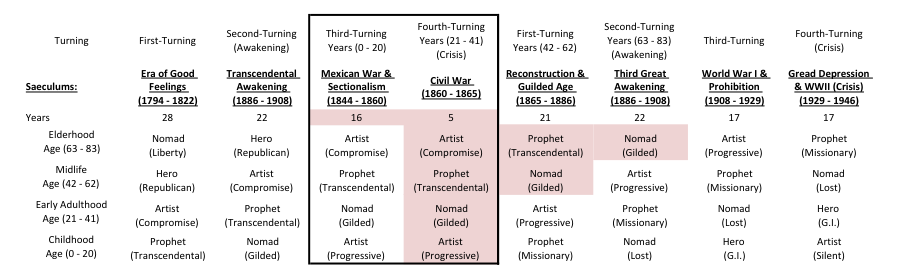 Turning First-Turning Second-Turning (Awakening) Third-Turning Years (0 - 20) Fourth-Turning Years (21 - 41) (Crisis) First-Turning Years (42 - 62) Second-Turning Years (63 - 83) (Awakening) Third-Turning Fourth-Turning (Crisis)
Saeculums: Era of Good Feelings (1794 - 1822) Transcendental Awakening (1886 - 1908) Mexican War & Sectionalism (1844 - 1860) Civil War (1860 - 1865) Reconstruction & Guilded Age (1865 - 1886) Third Great Awakening (1886 - 1908) World War I & Prohibition (1908 - 1929) Gread Depression & WWII (Crisis) (1929 - 1946)
Years 28 22 16 5 21 22 17 17
Elderhood Nomad Hero Artist Artist Prophet Nomad Artist Prophet
Age (63 - 83) (Liberty) (Republican) (Compromise) (Compromise) (Transcendental) (Gilded) (Progressive) (Missionary)
Midlife Hero Artist Prophet Prophet Nomad Artist Prophet Nomad
Age (42 - 62) (Republican) (Compromise) (Transcendental) (Transcendental) (Gilded) (Progressive) (Missionary) (Lost)
Early Adulthood Artist Prophet Nomad Nomad Artist Prophet Nomad Hero
Age (21 - 41) (Compromise) (Transcendental) (Gilded) (Gilded) (Progressive) (Missionary) (Lost) (G.I.)
Childhood Prophet Nomad Artist Artist Prophet Nomad Hero Artist
Age (0 - 20) (Transcendental) (Gilded) (Progressive) (Progressive) (Missionary) (Lost) (G.I.) (Silent)